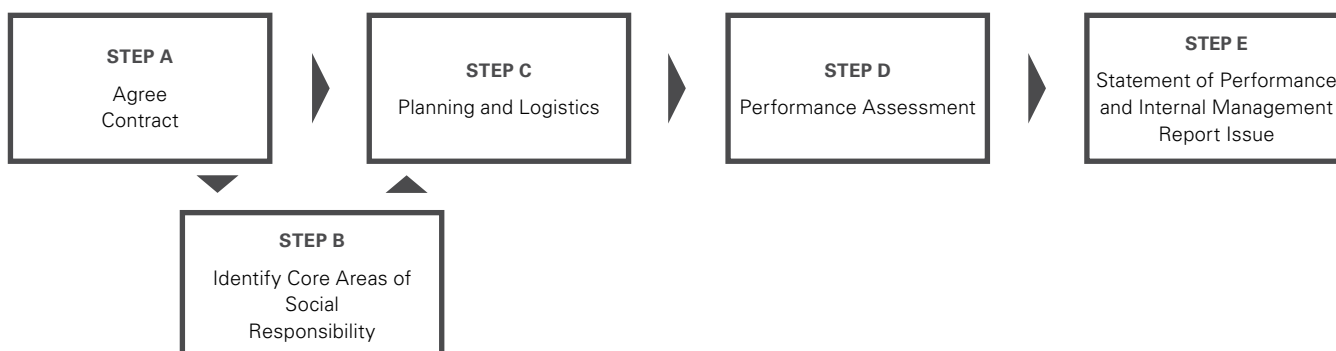 STEP A
Agree
Contract
STEP B
Identify Core Areas of
Social
Responsibility
STEP C
Planning and Logistics
STEP D
Performance Assessment
STEP E
Statement of Performance
and Internal Management
Report Issue